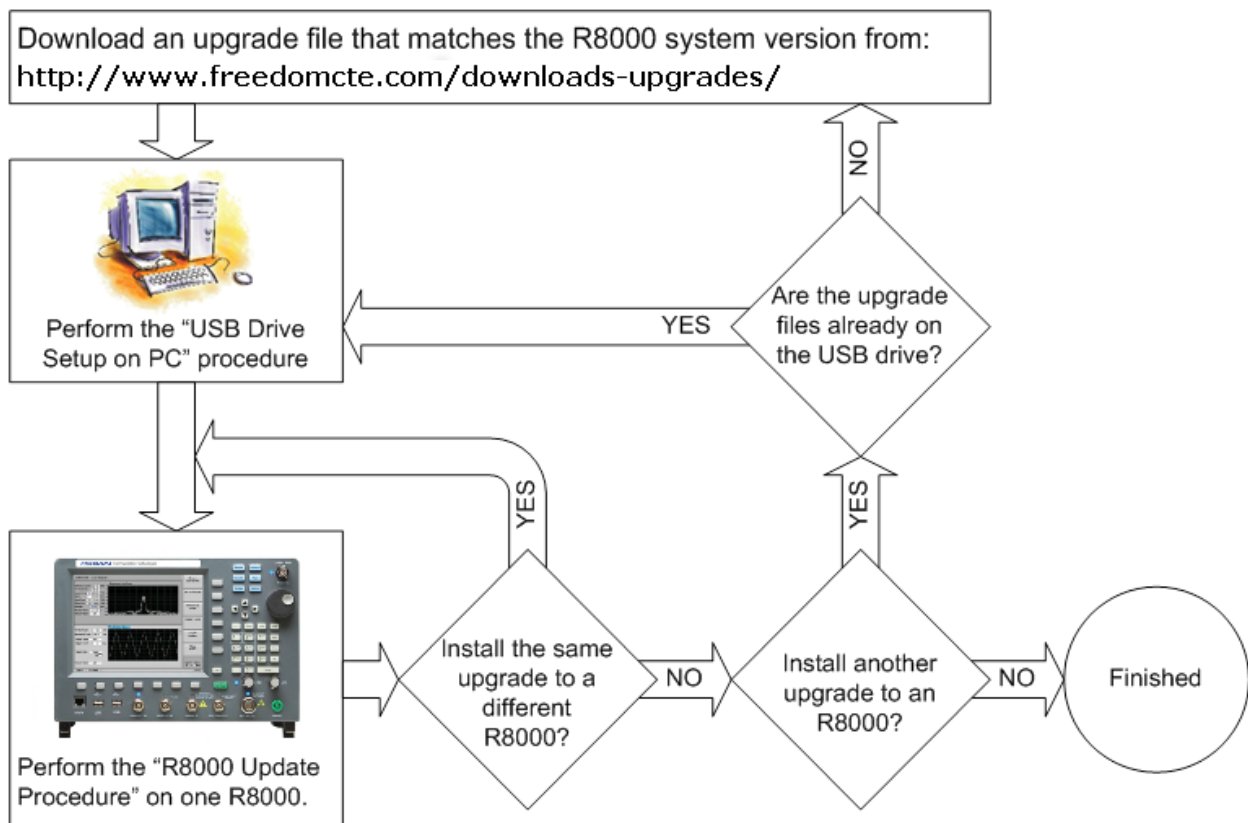 Download an upgrade file that matches the R8000 system version from:
http://www.freedomcte.com/downloads-upgrades/
Perform the “USB Drive
Setup on PC” procedure
NO
Are the upgrade
files already on
the USB drive?
YES
YES
YES
Perform the “R8000 Update
Procedure” on one R8000.
Install the same
upgrade to a
different
R8000?
NO
Install another
upgrade to an
R8000?
NO
Finished